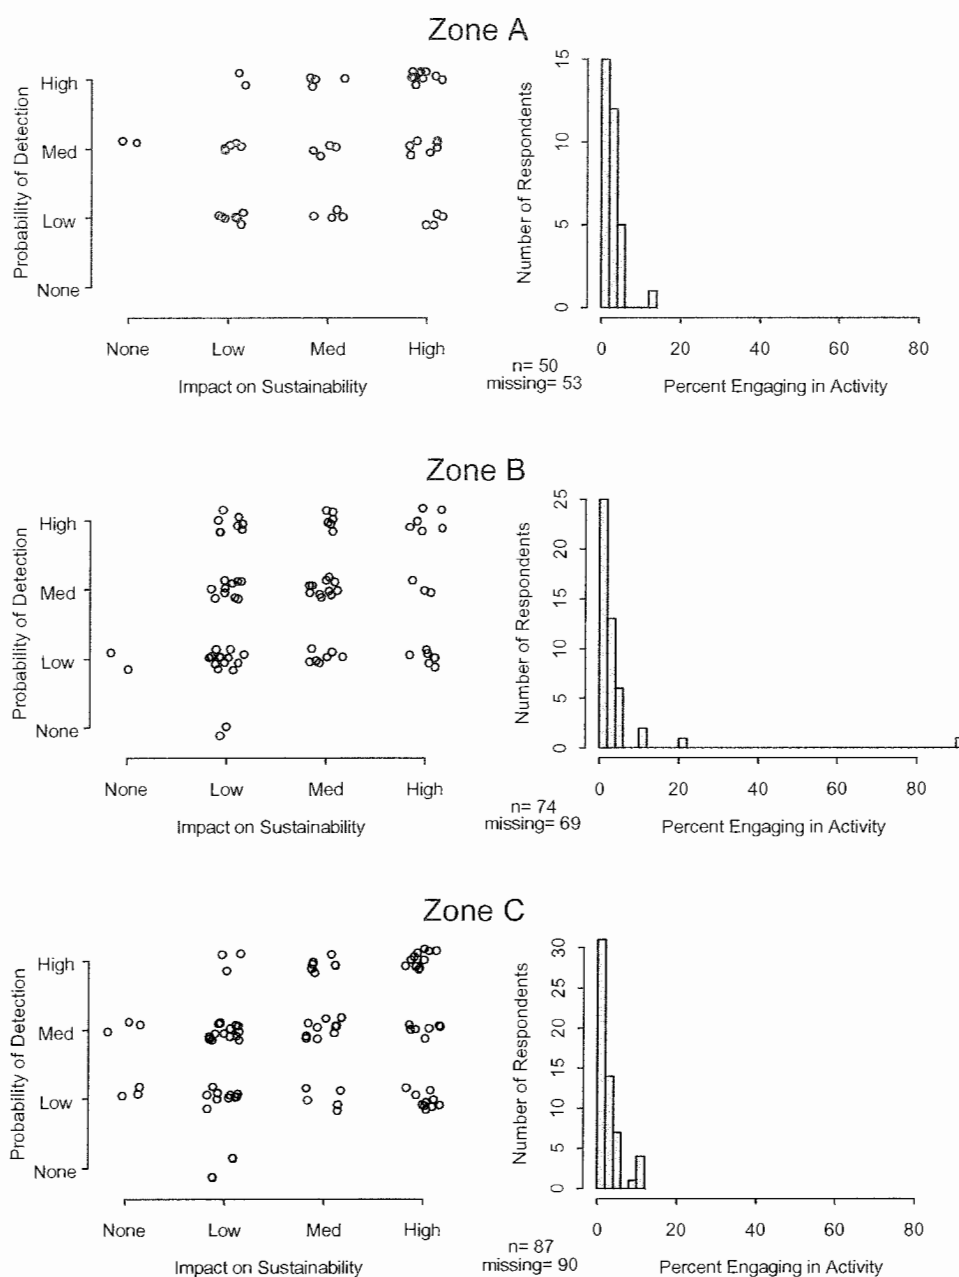 Zone A
Probability of Detection
High
Med
Low
None
None Low Med High
Impact on Sustainability
n= 50
missing= 53
Number of Respondents
15
10
5
0
0 20 40 60 80
Percent Engaging in Activity
Zone B
Probability of Detection
High
Med
Low
None
None Low Med High
Impact on Sustainability
n= 74
missing= 69
Number of Respondents
25
20
15
10
5
0
0 20 40 60 80
Percent Engaging in Activity
Zone C
Probability of Detection
High
Med
Low
None
None Low Med High
Impact on Sustainability
n= 87
missing= 90
Number of Respondents
30
25
20
15
10
5
0
0 20 40 60 80
Percent Engaging in Activity